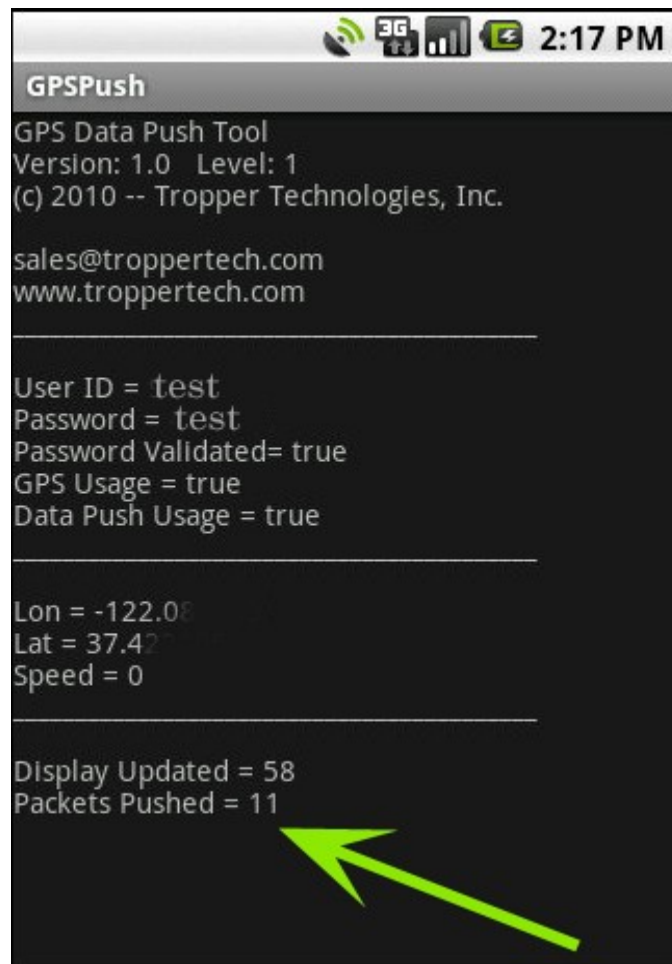 3G 2:17 PM
GPSPush
GPS Data Push Tool
Version: 1.0 Level: 1
(c) 2010 -- Tropper Technologies, Inc.
sales@troppertech.com
www.troppertech.com
User ID = test
Password = test
Password Validated= true
GPS Usage = true
Data Push Usage = true
Lon = -122.08
Lat = 37.42
Speed = 0
Display Updated = 58
Packets Pushed = 11